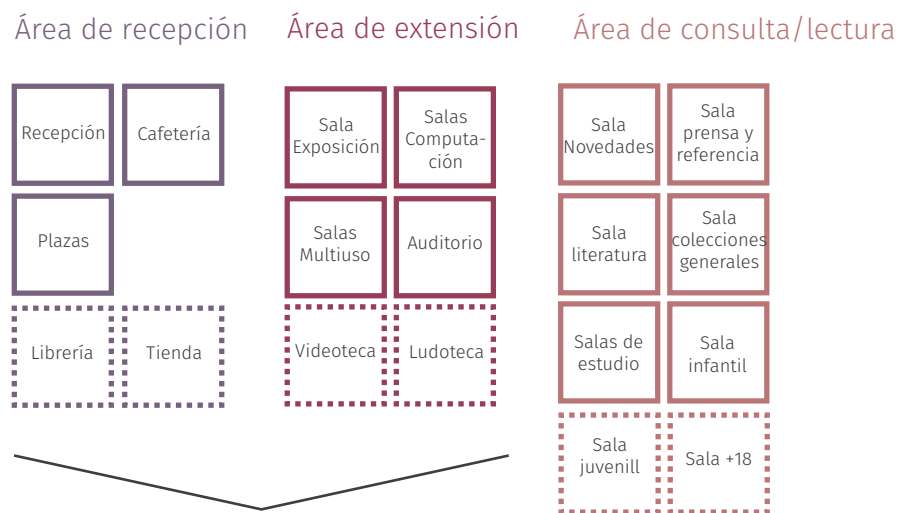 Área de recepción
Recepción
Cafetería
Plazas
Librería
Tienda
Área de extensión
Sala
Exposición
Salas
Computa-
ción
Salas
Multiuso
Auditorio
Videoteca
Ludoteca
Área de consulta/lectura
Sala
Novedades
Sala
prensa y
referencia
Sala
literatura
Sala
colecciones
generales
Salas de
estudio
Sala
infantil
Sala
juvenill
Sala +18